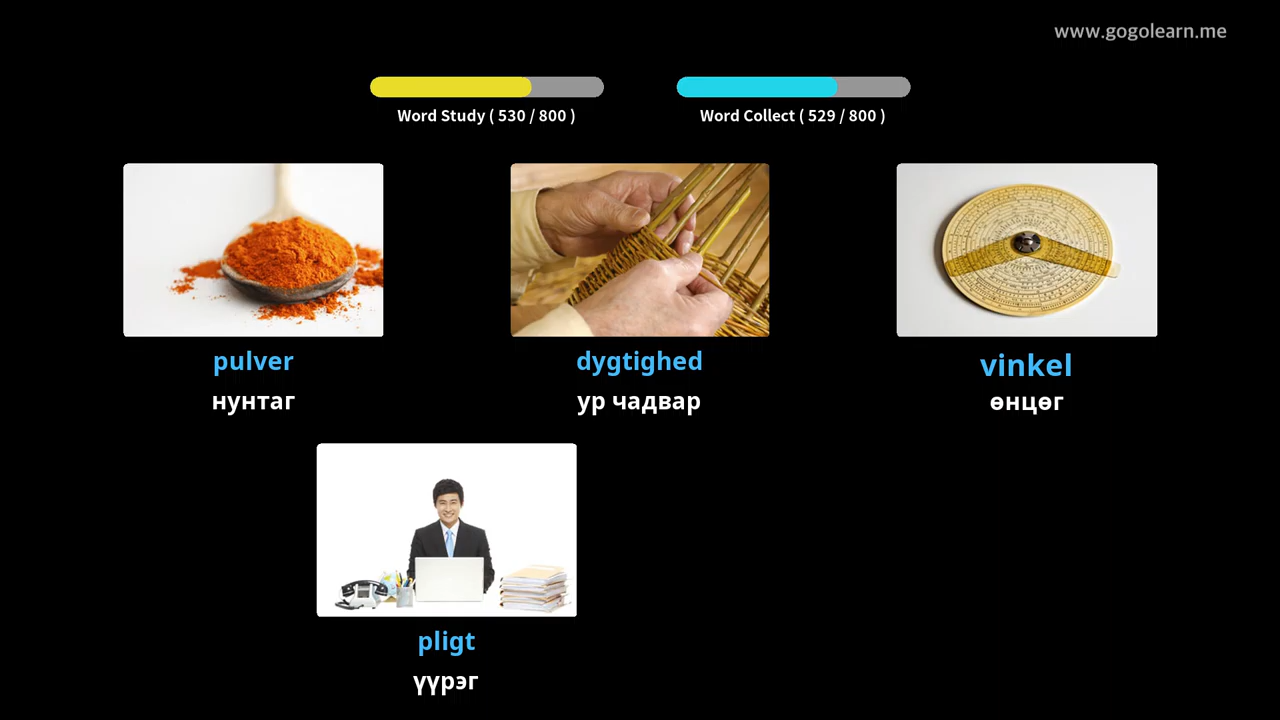 www.gogolearn.me
Word Study ( 530 / 800 )
Word Collect ( 529 / 800 )
pulver
нунтаг
dygtighed
ур чадвар
vinkel
өнцөг
pligt
үүрэг